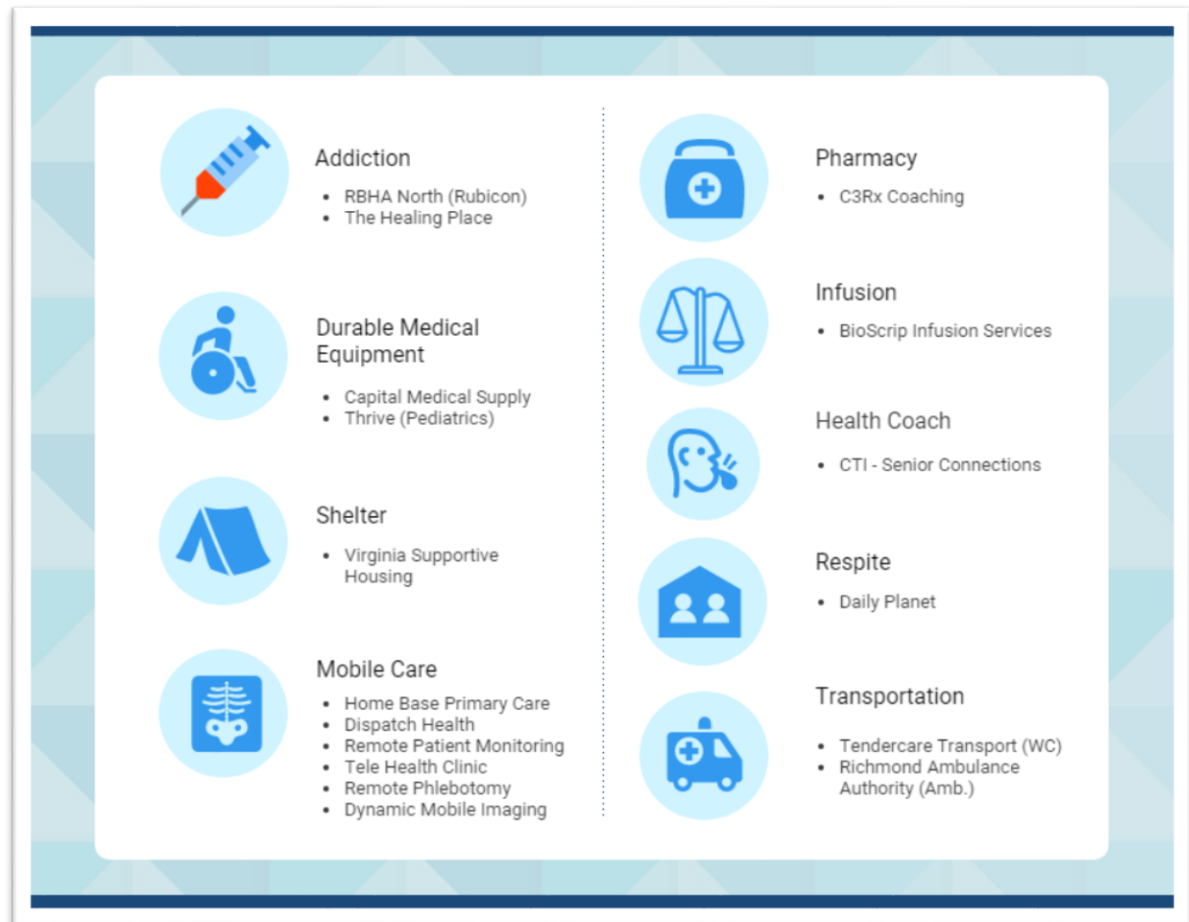 Addiction
• RBHA North (Rubicon)
• The Healing Place
Durable Medical
Equipment
• Capital Medical Supply
• Thrive (Pediatrics)
Shelter
• Virginia Supportive
Housing
Mobile Care
• Home Base Primary Care
• Dispatch Health
• Remote Patient Monitoring
• Tele Health Clinic
• Remote Phlebotomy
• Dynamic Mobile Imaging
Pharmacy
• C3Rx Coaching
Infusion
• BioScrip Infusion Services
Health Coach
• CTI - Senior Connections
Respite
• Daily Planet
Transportation
• Tendercare Transport (WC)
• Richmond Ambulance
Authority (Amb.)